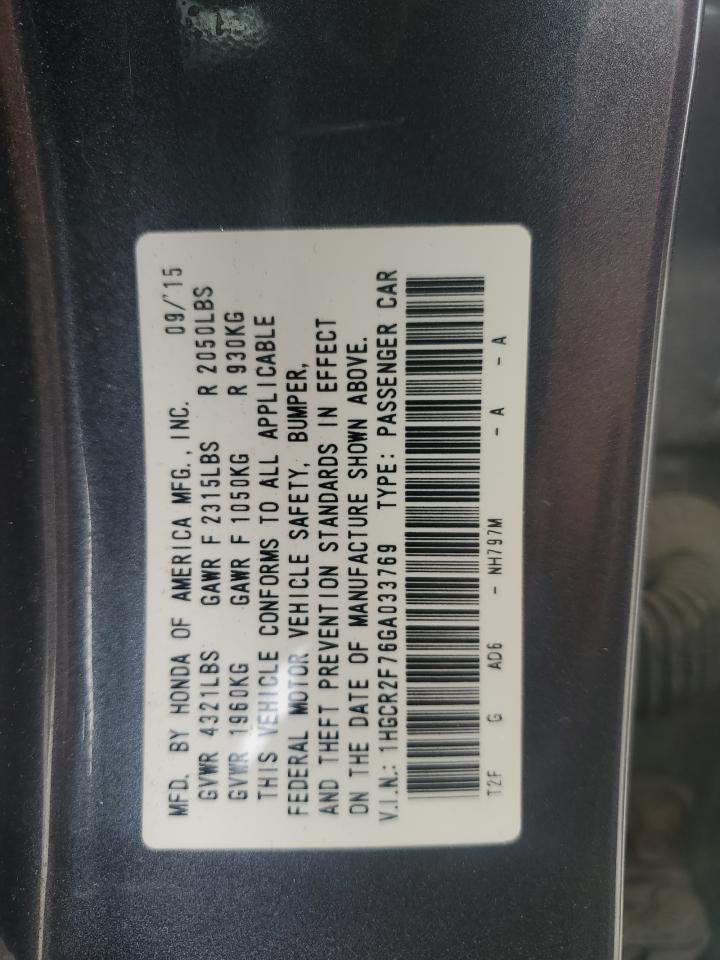 MFD. BY HONDA OF AMERICA MFG., INC. 09/'15
GVWR 4321LBS GAWR F 2315LBS R 2050LBS
GVWR 1960KG GAWR F 1050KG R 930KG
THIS VEHICLE CONFORMS TO ALL APPLICABLE
FEDERAL MOTOR VEHICLE SAFETY, BUMPER,
AND THEFT PREVENTION STANDARDS IN EFFECT
ON THE DATE OF MANUFACTURE SHOWN ABOVE.
V.I.N.: 1HGCR2F76GA033769 TYPE: PASSENGER CAR
T2F G AD6 - NH797M - A - A